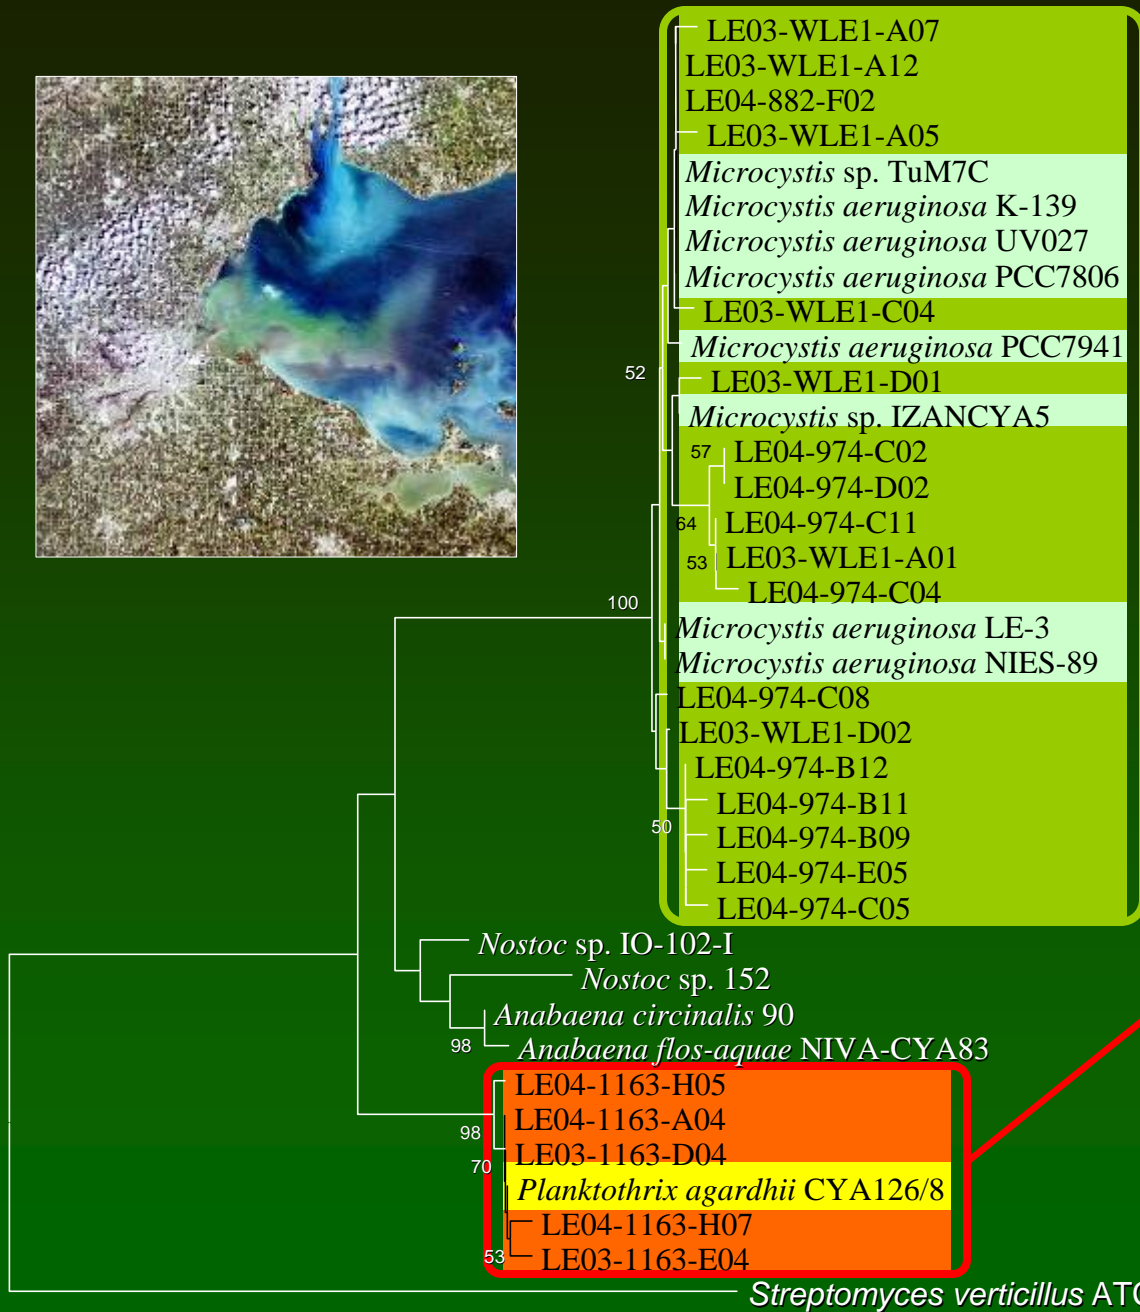 LE03-WLE1-A07
LE03-WLE1-A12
LE04-882-F02
LE03-WLE1-A05
Microcystis sp. TuM7C
Microcystis aeruginosa K-139
Microcystis aeruginosa UV027
Microcystis aeruginosa PCC7806
LE03-WLE1-C04
Microcystis aeruginosa PCC7941
52
LE03-WLE1-D01
Microcystis sp. IZANCYA5
57
LE04-974-C02
LE04-974-D02
64
LE04-974-C11
53
LE03-WLE1-A01
LE04-974-C04
100
Microcystis aeruginosa LE-3
Microcystis aeruginosa NIES-89
LE04-974-C08
LE03-WLE1-D02
LE04-974-B12
LE04-974-B11
50
LE04-974-B09
LE04-974-E05
LE04-974-C05
Nostoc sp. IO-102-I
Nostoc sp. 152
Anabaena circinalis 90
98
Anabaena flos-aquae NIVA-CYA83
LE04-1163-H05
LE04-1163-A04
98
LE03-1163-D04
70
Planktothrix agardhii CYA126/8
LE04-1163-H07
53
LE03-1163-E04
Streptomyces verticillus